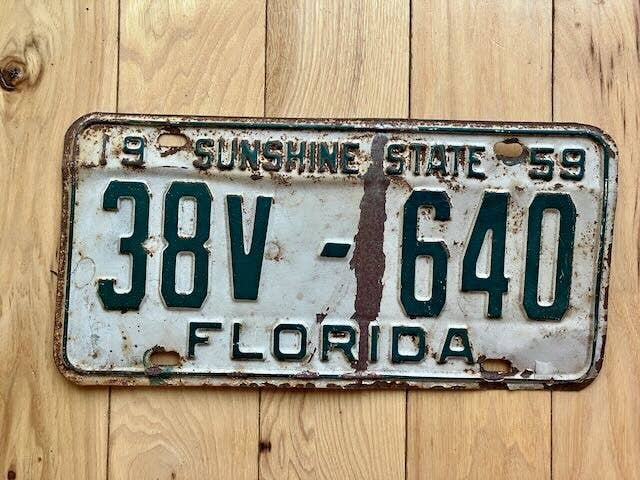 19 SUNSHINE STATE 59
38V-640
FLORIDA